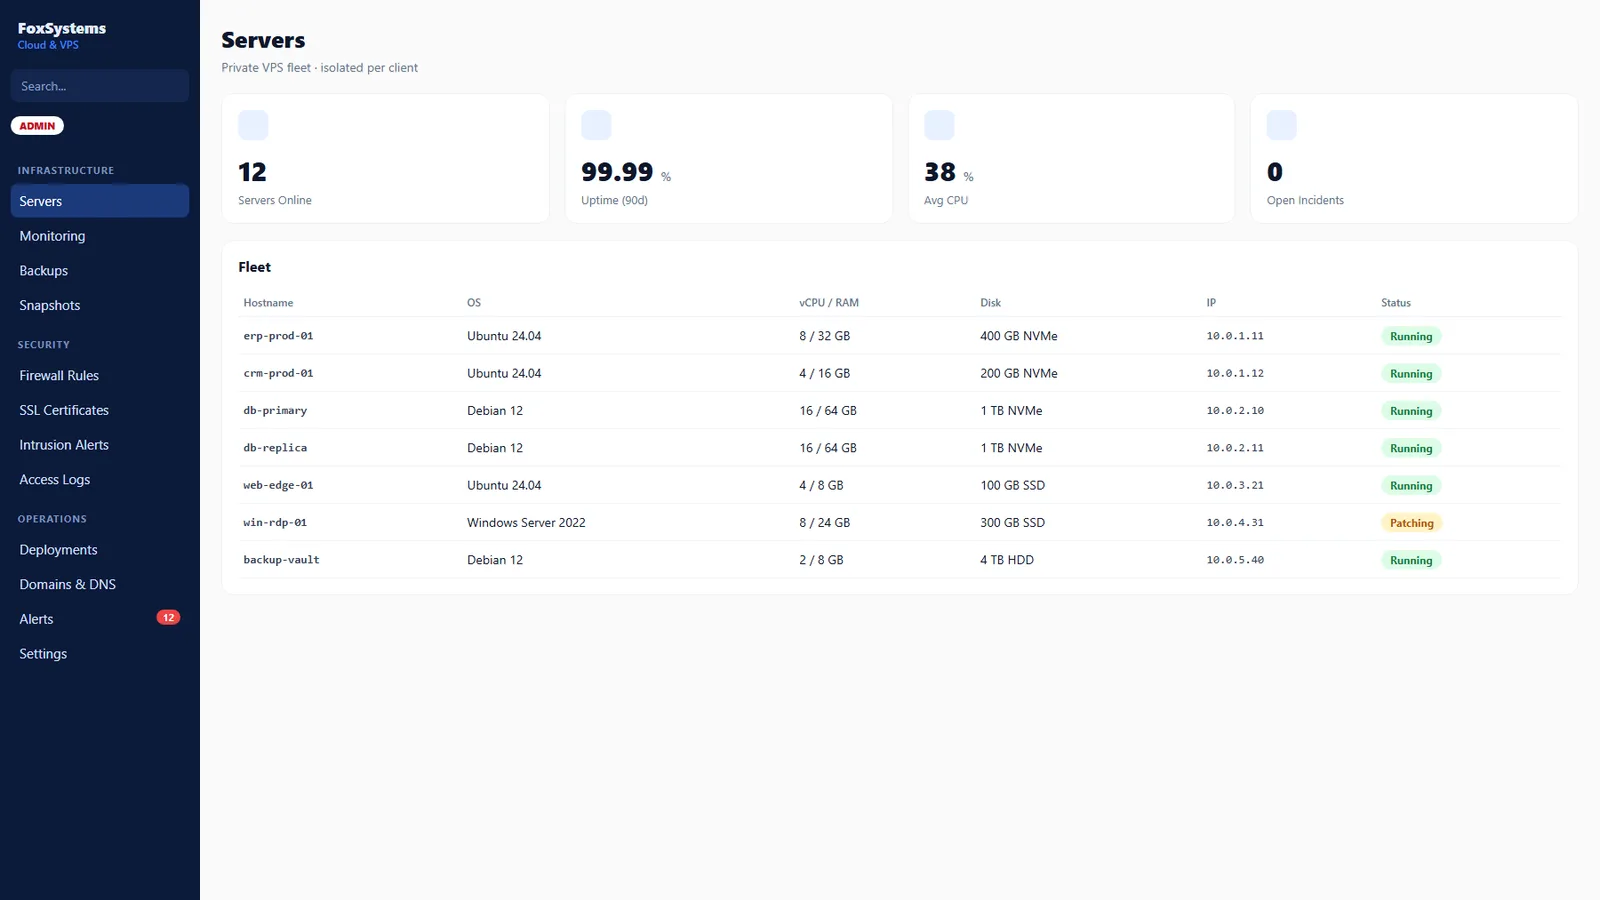 FoxSystems
Cloud & VPS
Search...
ADMIN
INFRASTRUCTURE
Servers
Monitoring
Backups
Snapshots
SECURITY
Firewall Rules
SSL Certificates
Intrusion Alerts
Access Logs
OPERATIONS
Deployments
Domains & DNS
Alerts 12
Settings
Servers
Private VPS fleet · isolated per client
12
Servers Online
99.99 %
Uptime (90d)
38 %
Avg CPU
0
Open Incidents
Fleet
Hostname OS vCPU / RAM Disk IP Status
erp-prod-01 Ubuntu 24.04 8 / 32 GB 400 GB NVMe 10.0.1.11 Running
crm-prod-01 Ubuntu 24.04 4 / 16 GB 200 GB NVMe 10.0.1.12 Running
db-primary Debian 12 16 / 64 GB 1 TB NVMe 10.0.2.10 Running
db-replica Debian 12 16 / 64 GB 1 TB NVMe 10.0.2.11 Running
web-edge-01 Ubuntu 24.04 4 / 8 GB 100 GB SSD 10.0.3.21 Running
win-rdp-01 Windows Server 2022 8 / 24 GB 300 GB SSD 10.0.4.31 Patching
backup-vault Debian 12 2 / 8 GB 4 TB HDD 10.0.5.40 Running